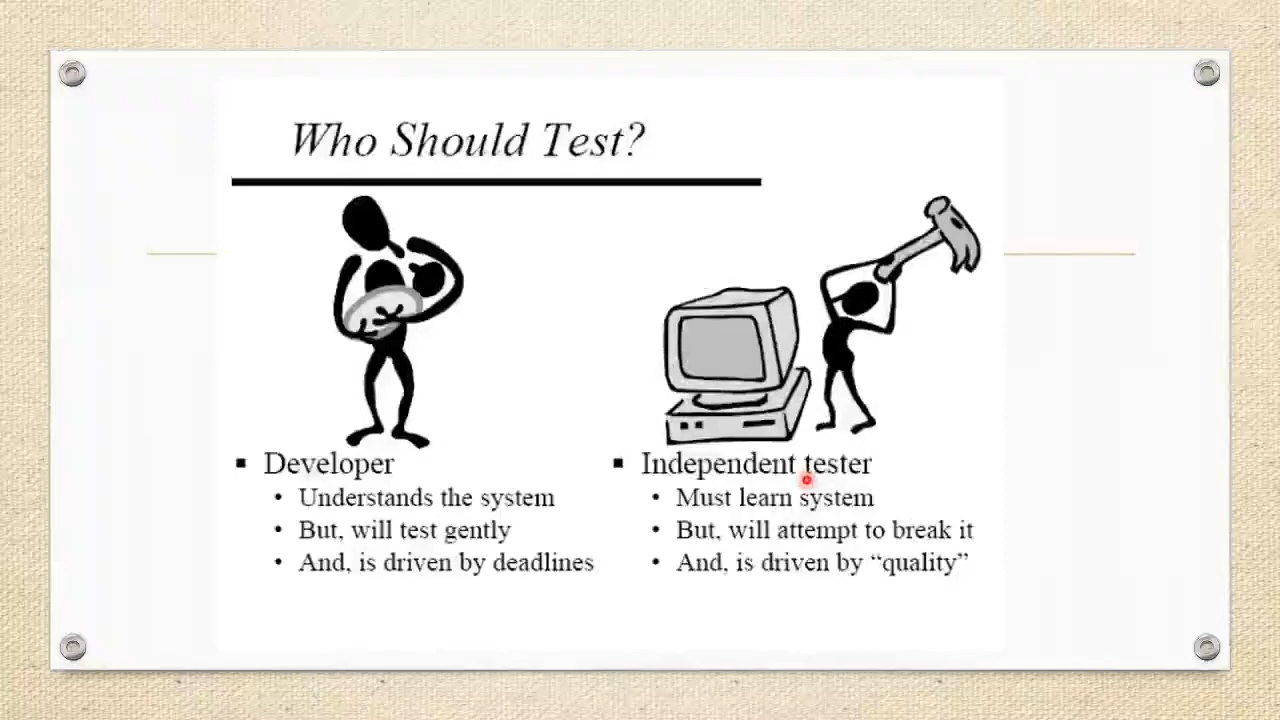 Who Should Test?
▪ Developer
• Understands the system
• But, will test gently
• And, is driven by deadlines
▪ Independent tester
• Must learn system
• But, will attempt to break it
• And, is driven by “quality”